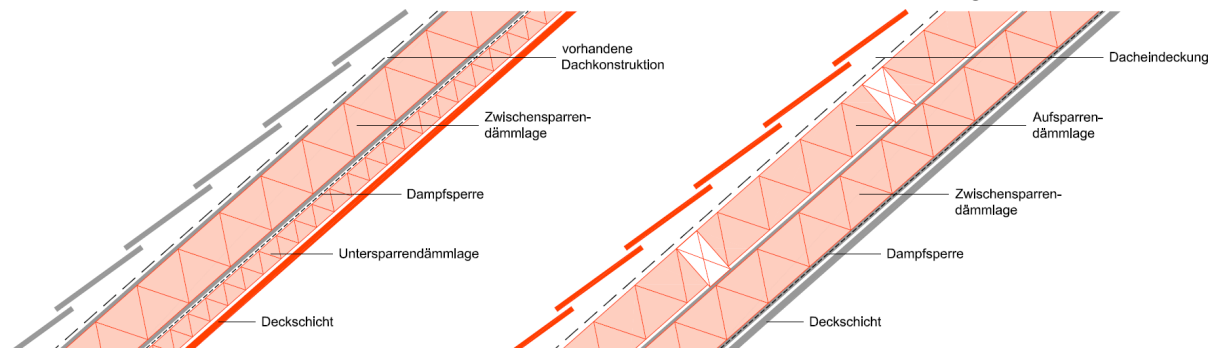 vorhandene
Dachkonstruktion
Zwischensparren-
dämmlage
Dampfsperre
Untersparrendämmlage
Deckschicht
Dacheindeckung
Aufsparren-
dämmlage
Zwischensparren-
dämmlage
Dampfsperre
Deckschicht